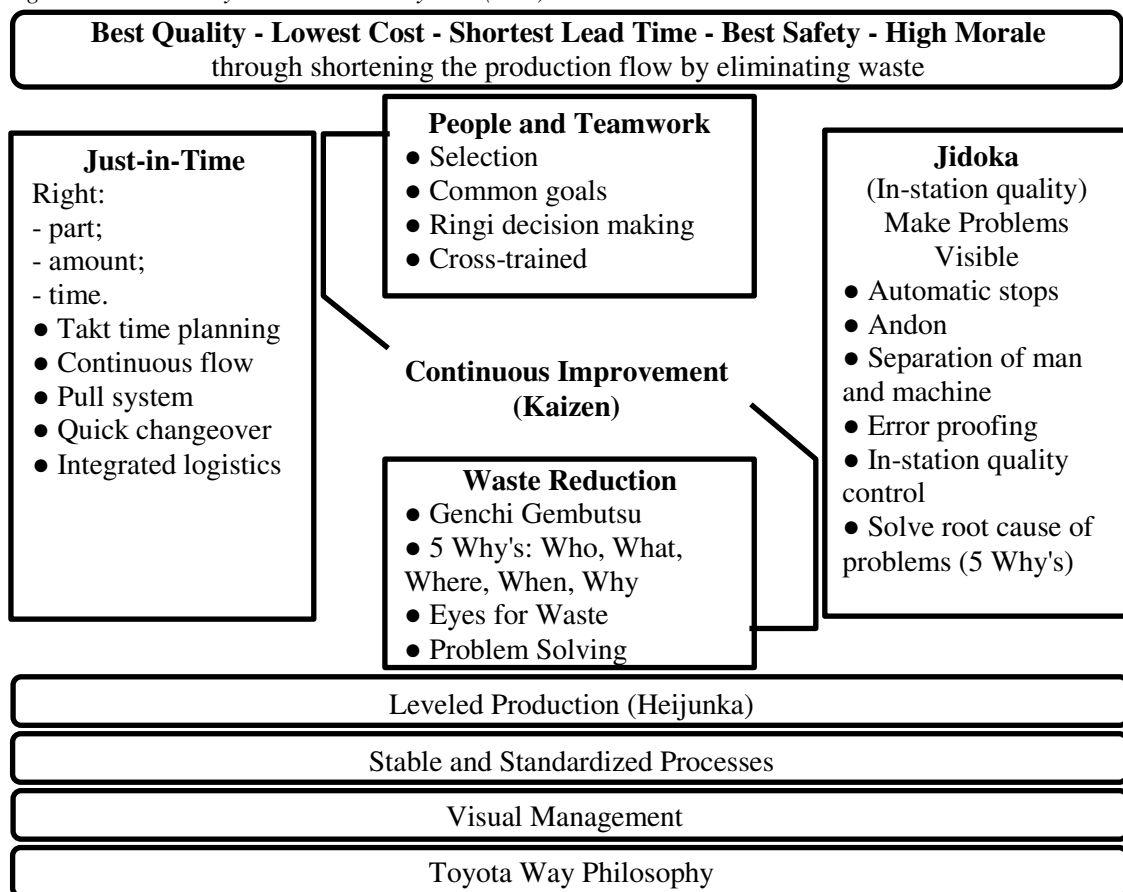 Best Quality - Lowest Cost - Shortest Lead Time - Best Safety - High Morale
through shortening the production flow by eliminating waste
Just-in-Time
Right:
- part;
- amount;
- time.
● Takt time planning
● Continuous flow
● Pull system
● Quick changeover
● Integrated logistics
People and Teamwork
● Selection
● Common goals
● Ringi decision making
● Cross-trained
Continuous Improvement
(Kaizen)
Waste Reduction
● Genchi Gembutsu
● 5 Why's: Who, What,
Where, When, Why
● Eyes for Waste
● Problem Solving
Jidoka
(In-station quality)
Make Problems
Visible
● Automatic stops
● Andon
● Separation of man
and machine
● Error proofing
● In-station quality
control
● Solve root cause of
problems (5 Why's)
Leveled Production (Heijunka)
Stable and Standardized Processes
Visual Management
Toyota Way Philosophy